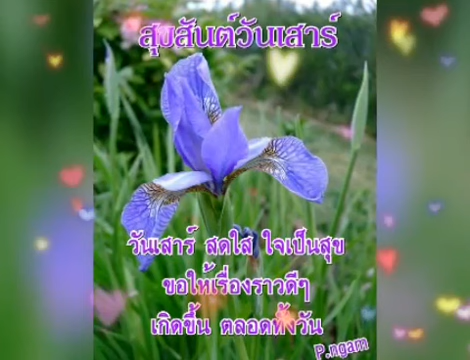 สุขสันต์วันเสาร์
วันเสาร์ สดใส ใจเป็นสุข
ขอให้เรื่องราวดีๆ
เกิดขึ้น ตลอดทั้งวัน
P.ngam